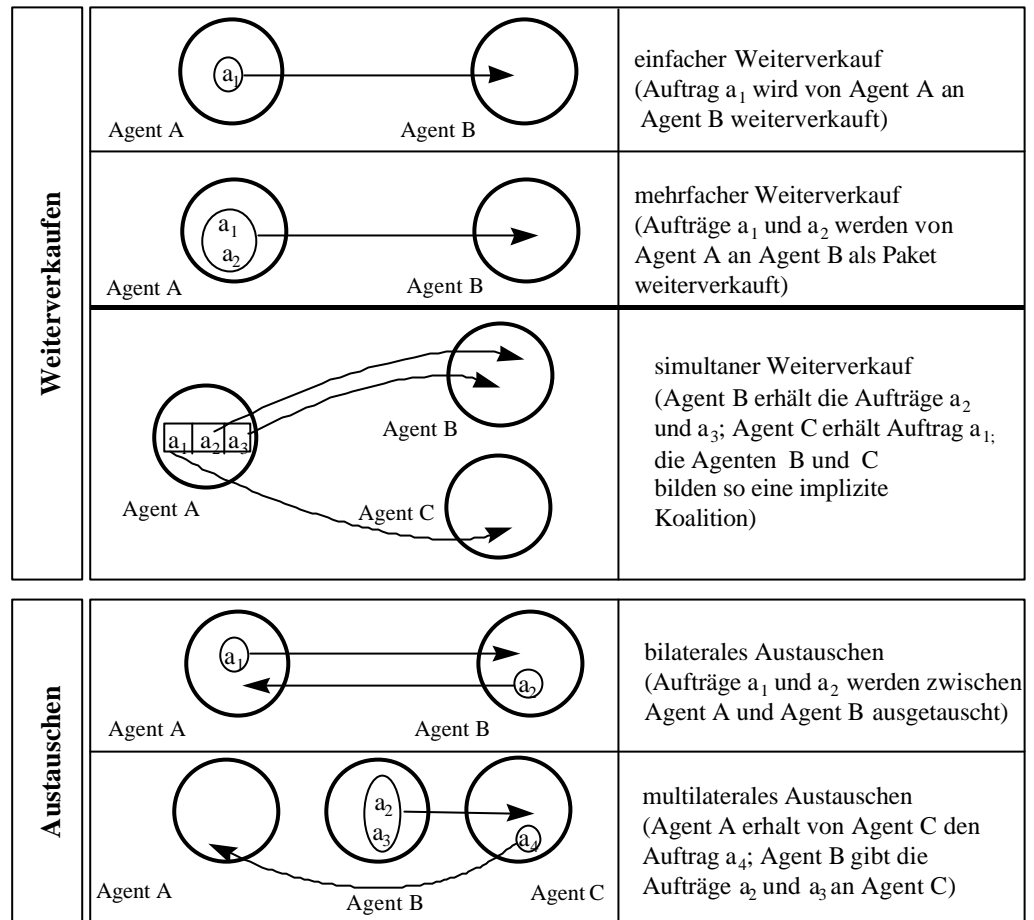 Weiterverkaufen
a₁
Agent A
Agent B
einfacher Weiterverkauf
(Auftrag a₁ wird von Agent A an
Agent B weiterverkauft)
a₁
a₂
Agent A
Agent B
mehrfacher Weiterverkauf
(Aufträge a₁ und a₂ werden von
Agent A an Agent B als Paket
weiterverkauft)
a₁ a₂ a₃
Agent A
Agent B
Agent C
simultaner Weiterverkauf
(Agent B erhält die Aufträge a₂
und a₃; Agent C erhält Auftrag a₁;
die Agenten B und C
bilden so eine implizite
Koalition)
Austauschen
a₁
a₂
Agent A
Agent B
bilaterales Austauschen
(Aufträge a₁ und a₂ werden zwischen
Agent A und Agent B ausgetauscht)
a₂
a₃
a₄
Agent A
Agent B
Agent C
multilaterales Austauschen
(Agent A erhalt von Agent C den
Auftrag a₄; Agent B gibt die
Aufträge a₂ und a₃ an Agent C)